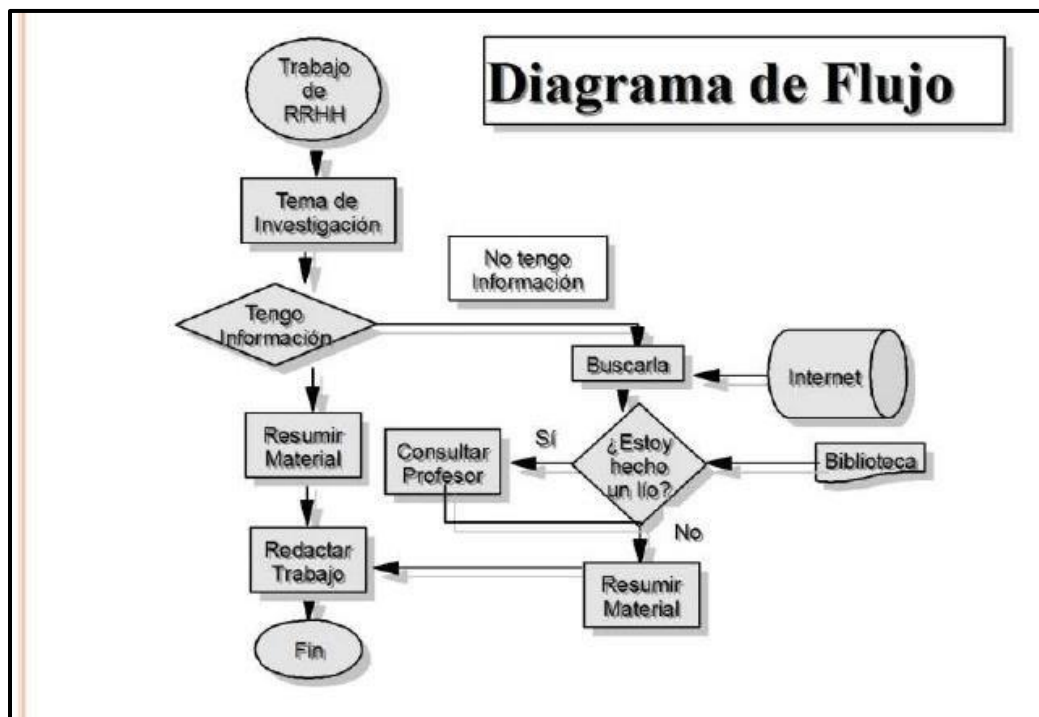 Diagrama de Flujo
Trabajo
de
RRHH
Tema de
Investigación
No tengo
Información
Tengo
Información
Buscarla
Internet
Resumir
Material
Consultar
Profesor
Sí
¿Estoy
hecho
un lío?
Biblioteca
No
Redactar
Trabajo
Resumir
Material
Fin